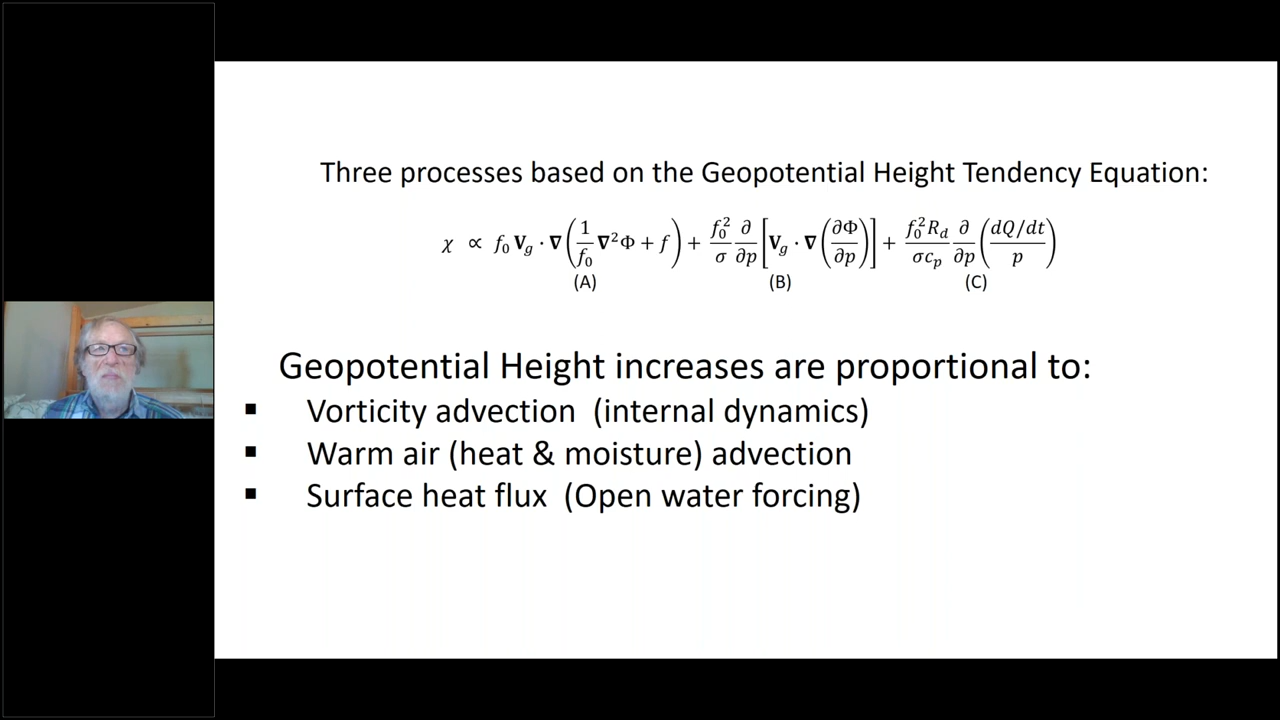 Three processes based on the Geopotential Height Tendency Equation:
χ ∝ f₀ V_g · ∇(1/f₀ ∇²Φ + f) + f₀²/σ ∂/∂p [V_g · ∇(∂Φ/∂p)] + f₀²R_d/σc_p ∂/∂p ((dQ/dt)/p)
(A) (B) (C)
Geopotential Height increases are proportional to:
▪ Vorticity advection (internal dynamics)
▪ Warm air (heat & moisture) advection
▪ Surface heat flux (Open water forcing)